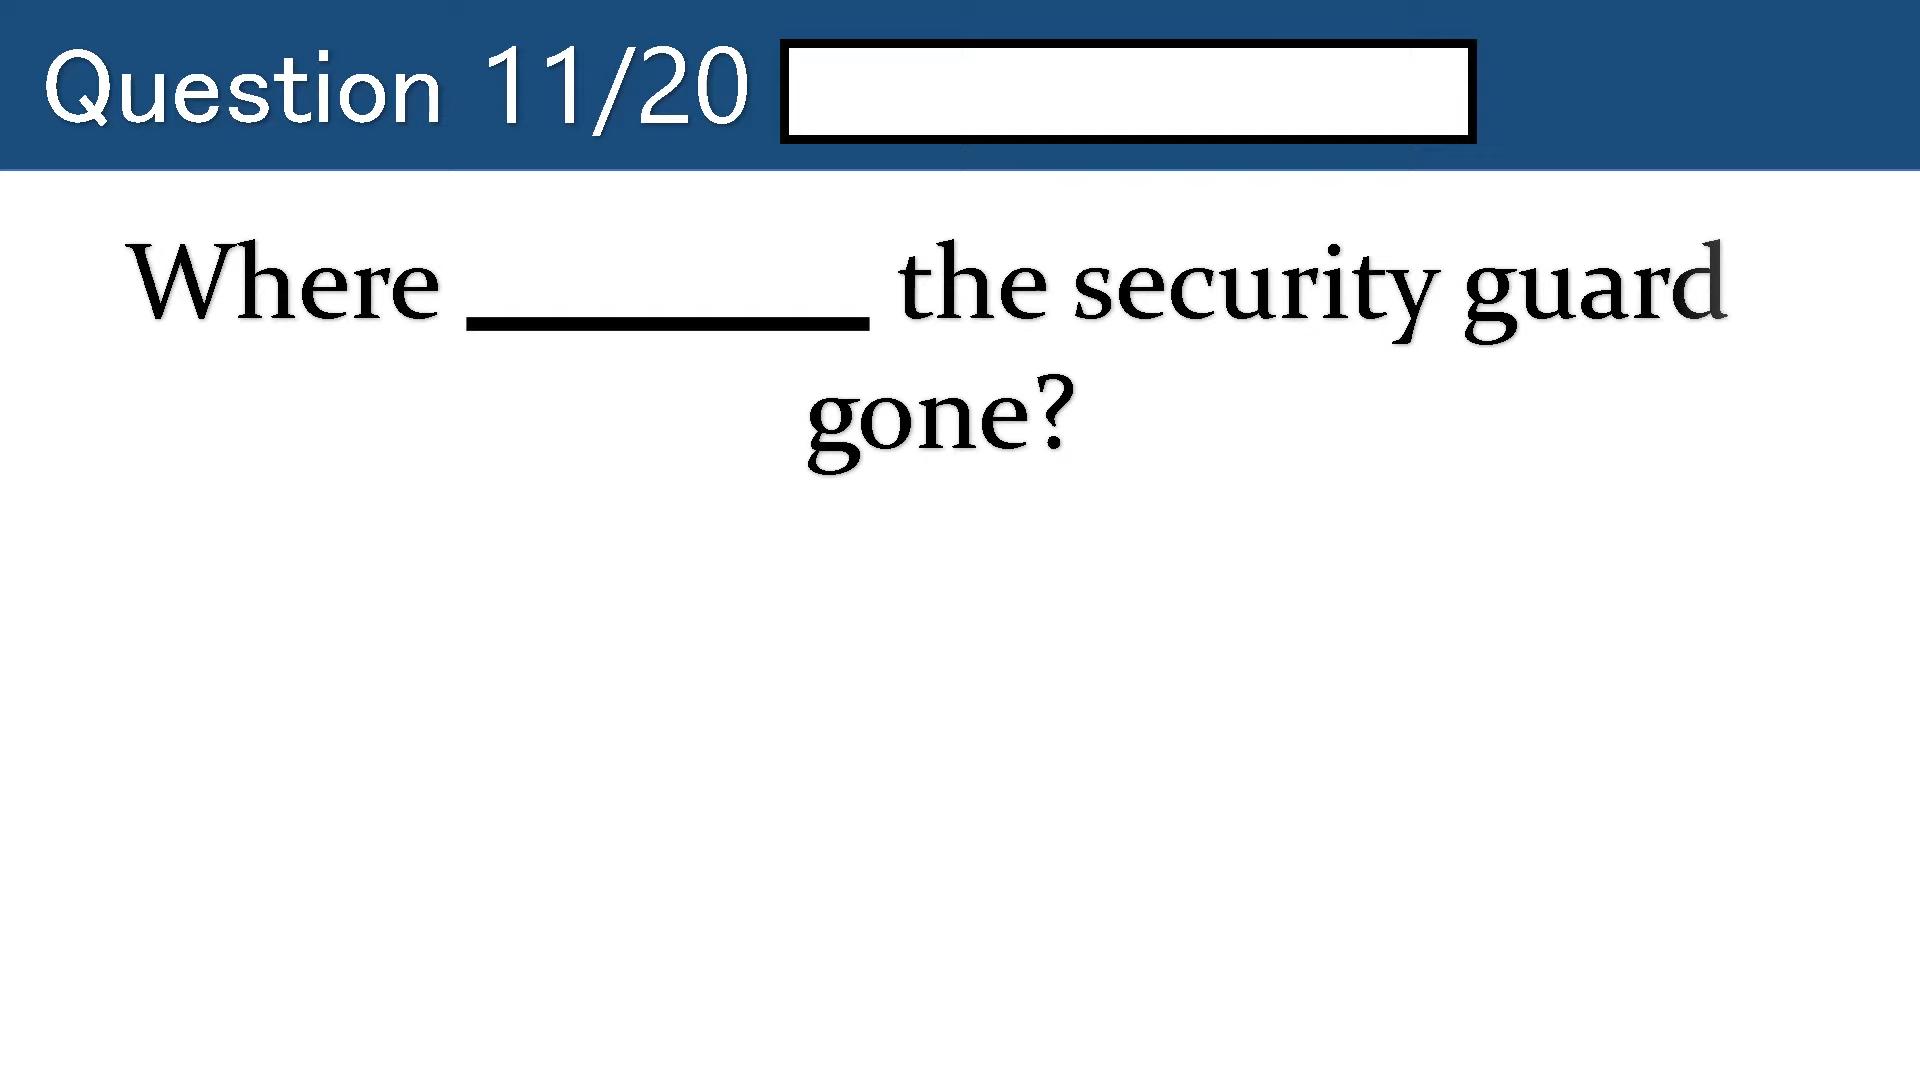 Question 11/20
Where ________ the security guard
gone?